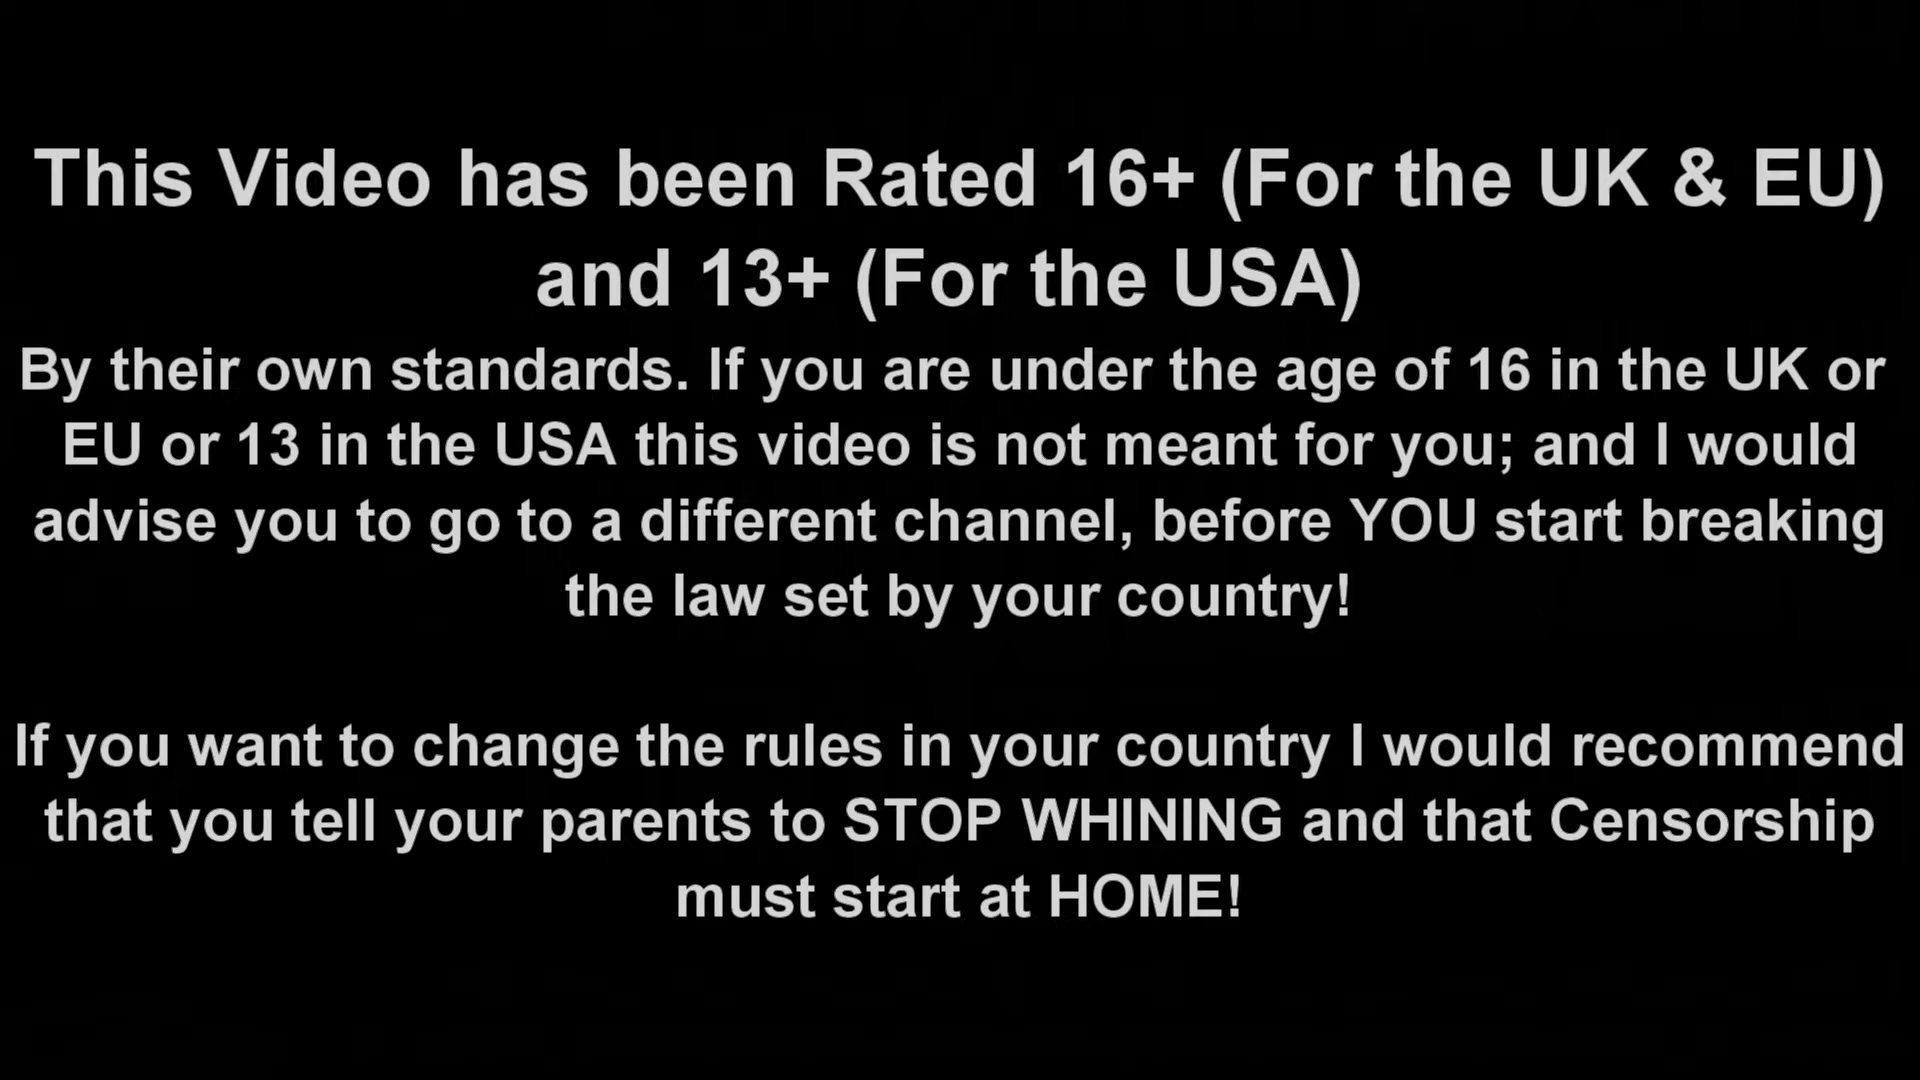 This Video has been Rated 16+ (For the UK & EU)
and 13+ (For the USA)
By their own standards. If you are under the age of 16 in the UK or
EU or 13 in the USA this video is not meant for you; and I would
advise you to go to a different channel, before YOU start breaking
the law set by your country!
If you want to change the rules in your country I would recommend
that you tell your parents to STOP WHINING and that Censorship
must start at HOME!